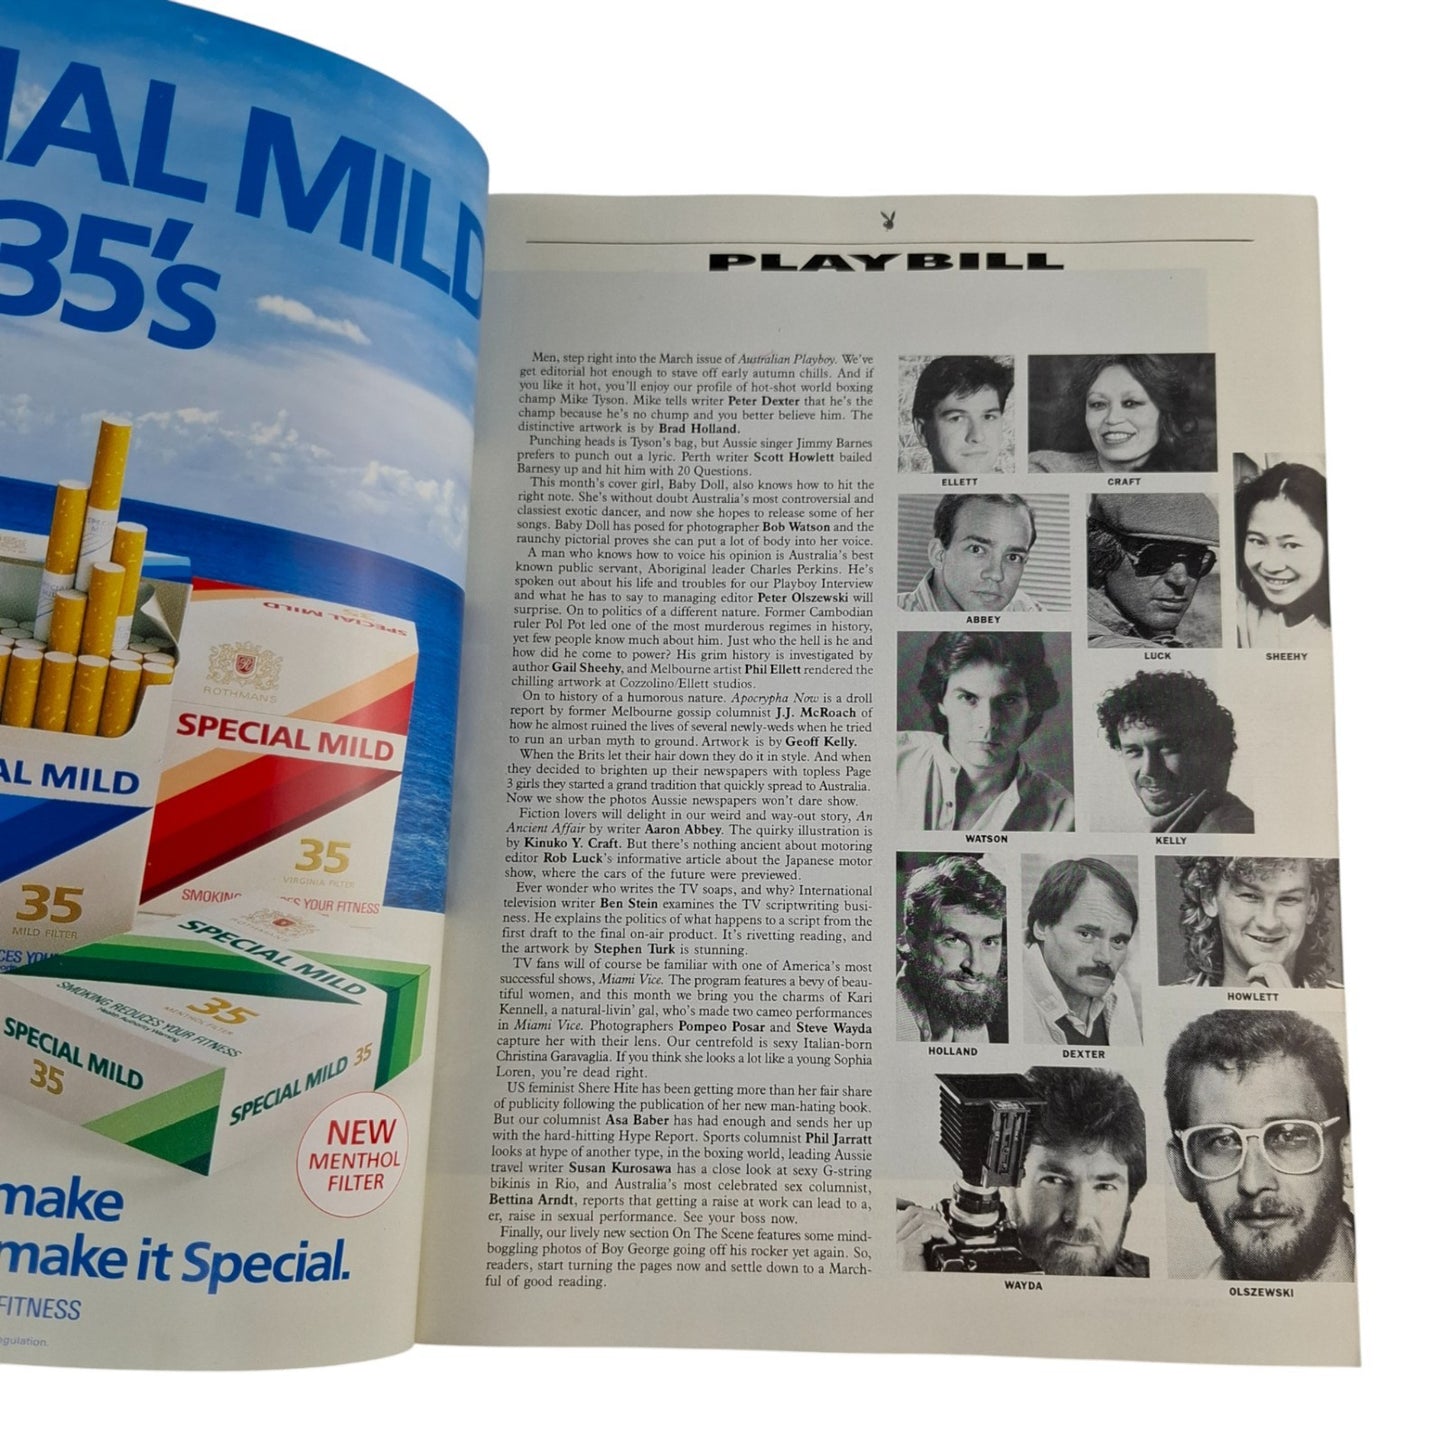 IAL MILD
35's
SPECIAL MILD
35
ROTHMANS
SPECIAL MILD
35
VIRGINIA FILTER
SMOKING
YOUR FITNESS
AL MILD
35
MILD FILTER
SPECIAL MILD
35
MENTHOL FILTER
SMOKING REDUCES YOUR FITNESS
Health Authority Warning
SPECIAL MILD
35
SPECIAL MILD 35
NEW
MENTHOL
FILTER
make
make it Special.
FITNESS
egulation.
PLAYBILL
Men, step right into the March issue of Australian Playboy. We've
get editorial hot enough to stave off early autumn chills. And if
you like it hot, you'll enjoy our profile of hot-shot world boxing
champ Mike Tyson. Mike tells writer Peter Dexter that he's the
champ because he's no chump and you better believe him. The
distinctive artwork is by Brad Holland.
Punching heads is Tyson's bag, but Aussie singer Jimmy Barnes
prefers to punch out a lyric. Perth writer Scott Howlett bailed
Barnesy up and hit him with 20 Questions.
This month's cover girl, Baby Doll, also knows how to hit the
right note. She's without doubt Australia's most controversial and
classiest exotic dancer, and now she hopes to release some of her
songs. Baby Doll has posed for photographer Bob Watson and the
raunchy pictorial proves she can put a lot of body into her voice.
A man who knows how to voice his opinion is Australia's best
known public servant, Aboriginal leader Charles Perkins. He's
spoken out about his life and troubles for our Playboy Interview
and what he has to say to managing editor Peter Olszewski will
surprise. On to politics of a different nature. Former Cambodian
ruler Pol Pot led one of the most murderous regimes in history,
yet few people know much about him. Just who the hell is he and
how did he come to power? His grim history is investigated by
author Gail Sheehy, and Melbourne artist Phil Ellett rendered the
chilling artwork at Cozzolino/Ellett studios.
On to history of a humorous nature. Apocrypha Now is a droll
report by former Melbourne gossip columnist J.J. McRoach of
how he almost ruined the lives of several newly-weds when he tried
to run an urban myth to ground. Artwork is by Geoff Kelly.
When the Brits let their hair down they do it in style. And when
they decided to brighten up their newspapers with topless Page
3 girls they started a grand tradition that quickly spread to Australia.
Now we show the photos Aussie newspapers won't dare show.
Fiction lovers will delight in our weird and way-out story, An
Ancient Affair by writer Aaron Abbey. The quirky illustration is
by Kinuko Y. Craft. But there's nothing ancient about motoring
editor Rob Luck's informative article about the Japanese motor
show, where the cars of the future were previewed.
Ever wonder who writes the TV soaps, and why? International
television writer Ben Stein examines the TV scriptwriting busi-
ness. He explains the politics of what happens to a script from the
first draft to the final on-air product. It's rivetting reading, and
the artwork by Stephen Turk is stunning.
TV fans will of course be familiar with one of America's most
successful shows, Miami Vice. The program features a bevy of beau-
tiful women, and this month we bring you the charms of Kari
Kennell, a natural-livin' gal, who's made two cameo performances
in Miami Vice. Photographers Pompeo Posar and Steve Wayda
capture her with their lens. Our centrefold is sexy Italian-born
Christina Garavaglia. If you think she looks a lot like a young Sophia
Loren, you're dead right.
US feminist Shere Hite has been getting more than her fair share
of publicity following the publication of her new man-hating book.
But our columnist Asa Baber has had enough and sends her up
with the hard-hitting Hype Report. Sports columnist Phil Jarratt
looks at hype of another type, in the boxing world, leading Aussie
travel writer Susan Kurosawa has a close look at sexy G-string
bikinis in Rio, and Australia's most celebrated sex columnist,
Bettina Arndt, reports that getting a raise at work can lead to a,
er, raise in sexual performance. See your boss now.
Finally, our lively new section On The Scene features some mind-
boggling photos of Boy George going off his rocker yet again. So,
readers, start turning the pages now and settle down to a March-
ful of good reading.
ELLETT
CRAFT
ABBEY
LUCK
SHEEHY
WATSON
KELLY
HOLLAND
DEXTER
HOWLETT
WAYDA
OLSZEWSKI